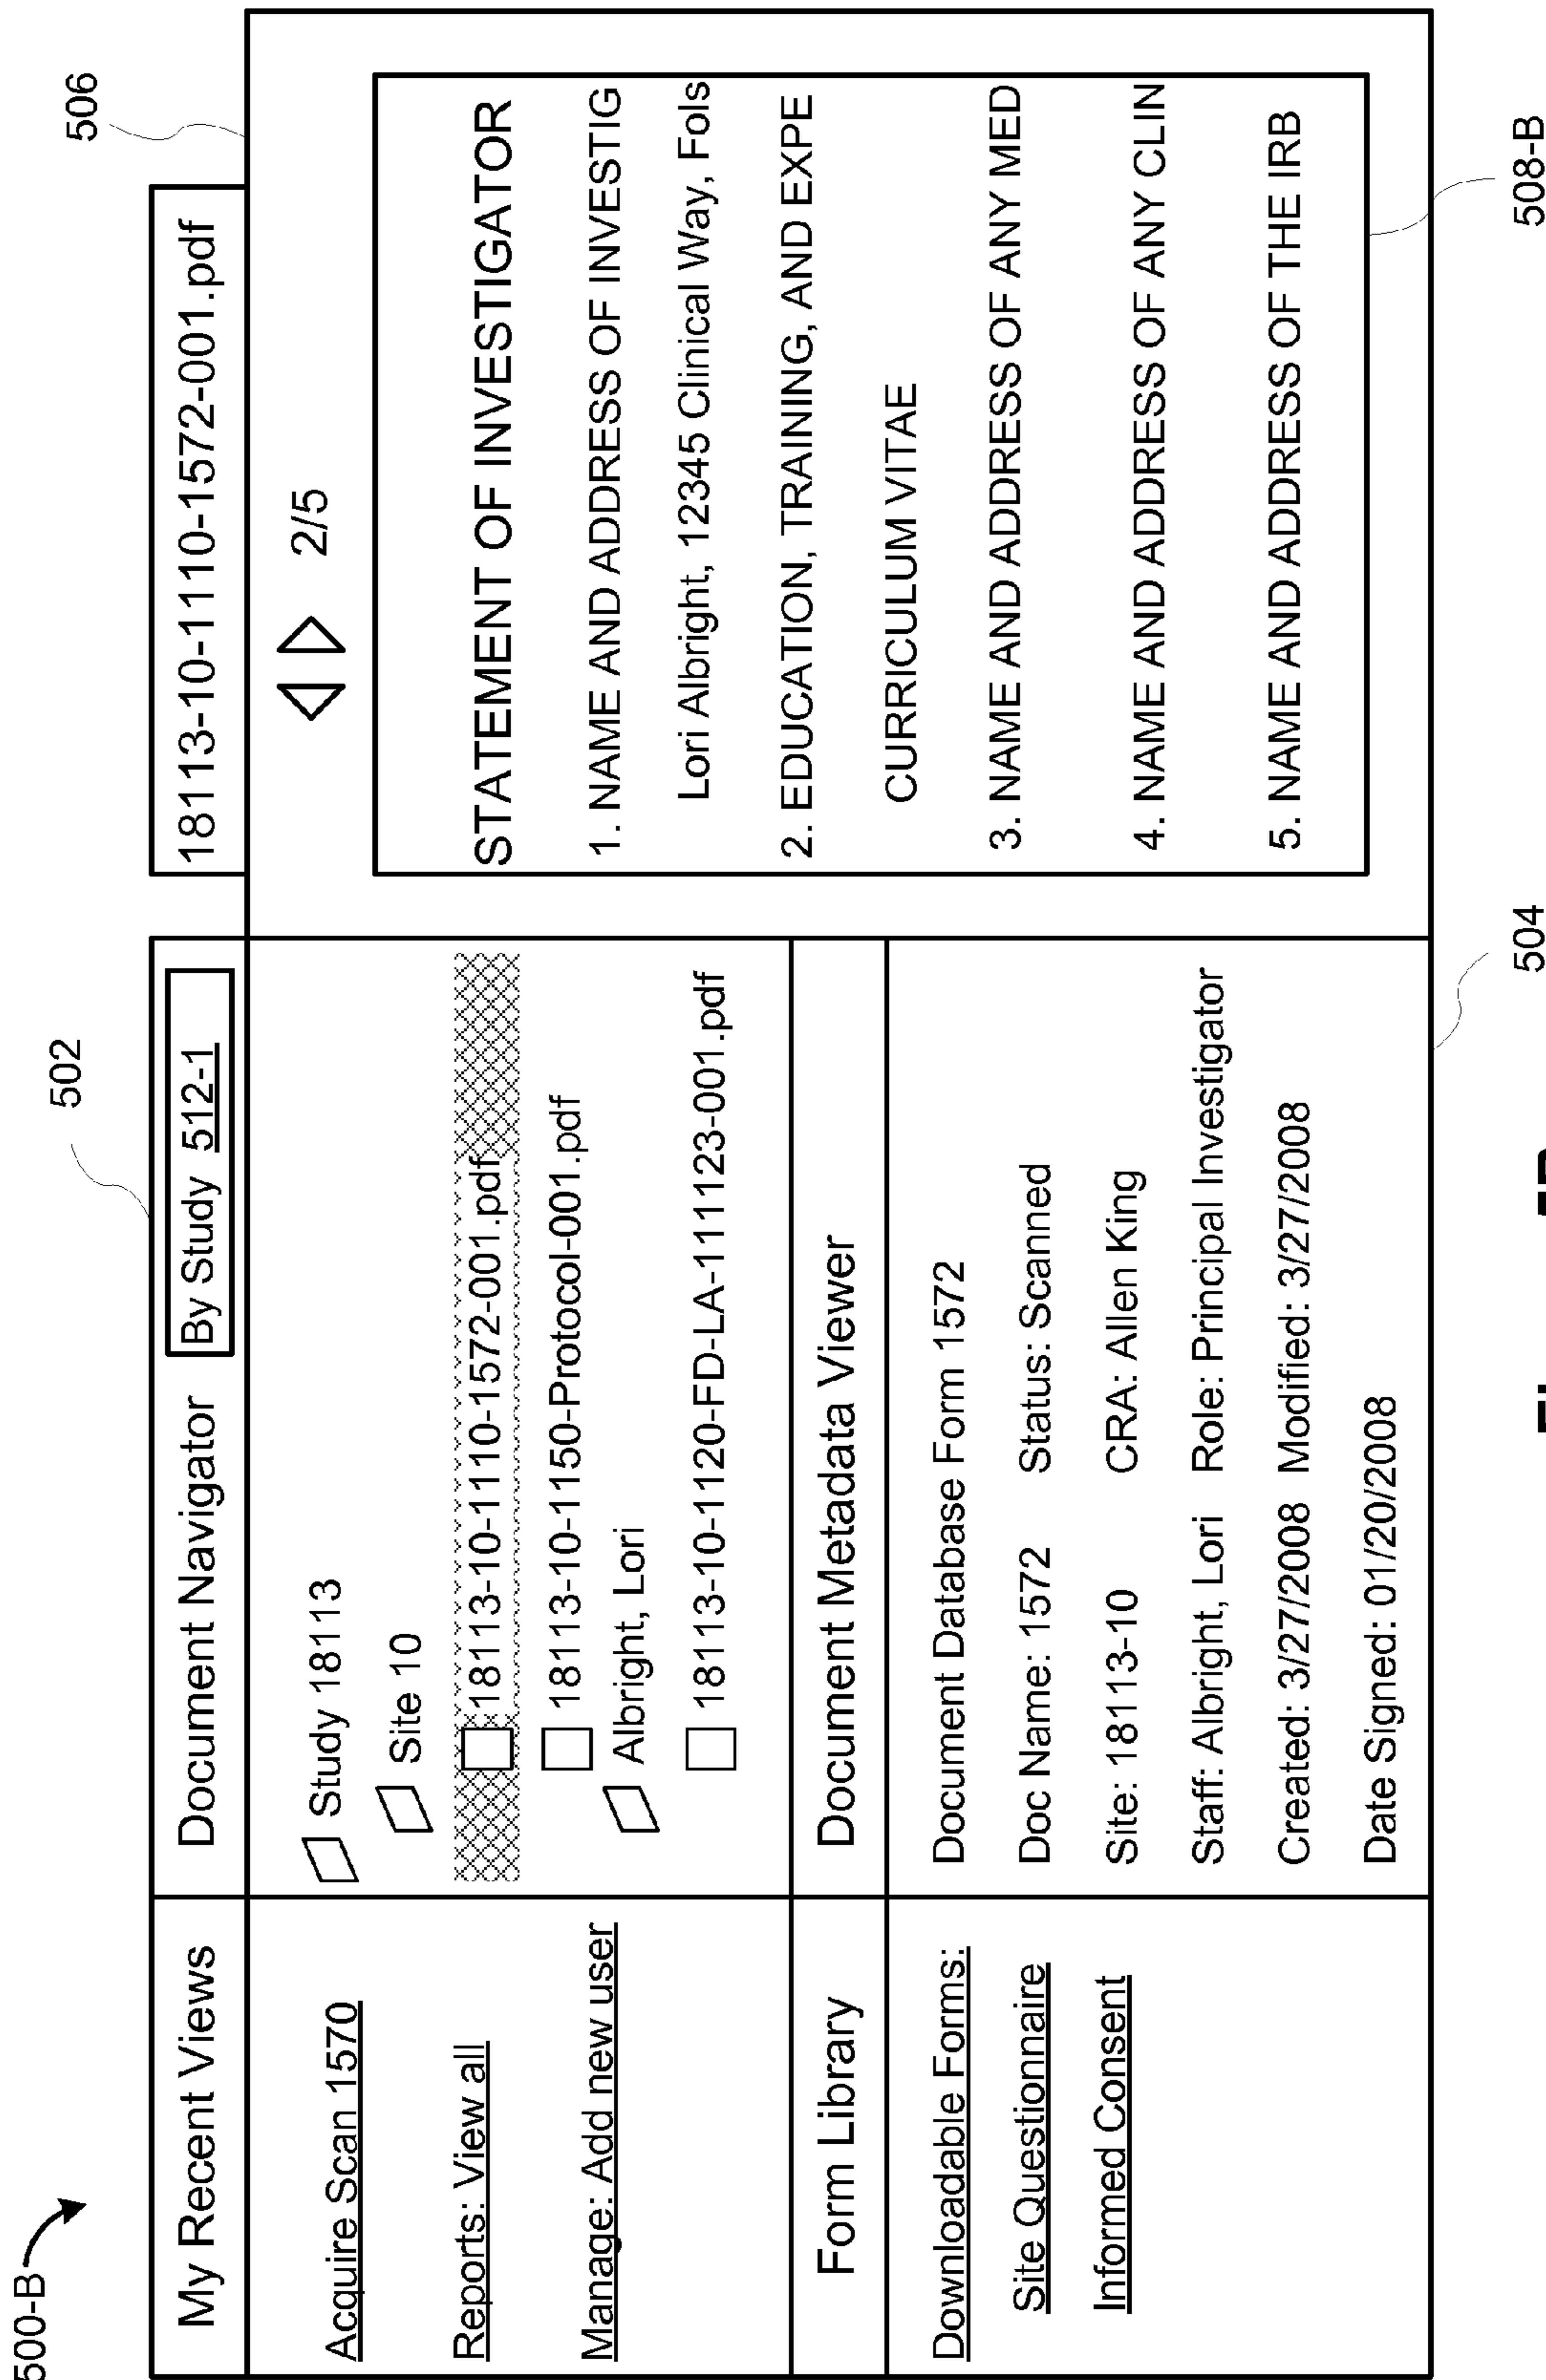 500-B
502
506
My Recent Views
Document Navigator
By Study 512-1
18113-10-1110-1572-001.pdf
Acquire Scan 1570
Reports: View all
Manage: Add new user
Study 18113
Site 10
18113-10-1110-1572-001.pdf
18113-10-1150-Protocol-001.pdf
Albright, Lori
18113-10-1120-FD-LA-111123-001.pdf
2/5
STATEMENT OF INVESTIGATOR
1. NAME AND ADDRESS OF INVESTIG
Lori Albright, 12345 Clinical Way, Fols
2. EDUCATION, TRAINING, AND EXPE
CURRICULUM VITAE
3. NAME AND ADDRESS OF ANY MED
4. NAME AND ADDRESS OF ANY CLIN
5. NAME AND ADDRESS OF THE IRB
Form Library
Downloadable Forms:
Site Questionnaire
Informed Consent
Document Metadata Viewer
Document Database Form 1572
Doc Name: 1572 Status: Scanned
Site: 18113-10 CRA: Allen King
Staff: Albright, Lori Role: Principal Investigator
Created: 3/27/2008 Modified: 3/27/2008
Date Signed: 01/20/2008
504
508-B